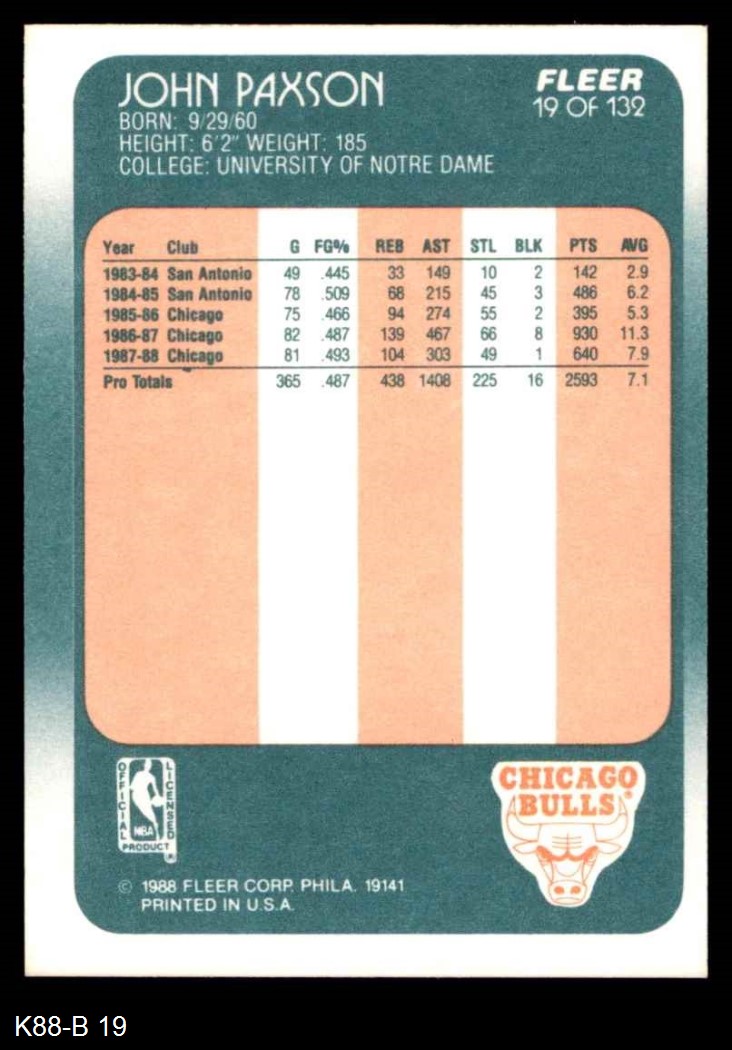 JOHN PAXSON
FLEER
19 OF 132
BORN: 9/29/60
HEIGHT: 6'2" WEIGHT: 185
COLLEGE: UNIVERSITY OF NOTRE DAME
Year Club G FG% REB AST STL BLK PTS AVG
1983-84 San Antonio 49 .445 33 149 10 2 142 2.9
1984-85 San Antonio 78 .509 68 215 45 3 486 6.2
1985-86 Chicago 75 .466 94 274 55 2 395 5.3
1986-87 Chicago 82 .487 139 467 66 8 930 11.3
1987-88 Chicago 81 .493 104 303 49 1 640 7.9
Pro Totals 365 .487 438 1408 225 16 2593 7.1
OFFICIAL
LICENSED
NBA
PRODUCT
®
CHICAGO
BULLS®
© 1988 FLEER CORP. PHILA. 19141
PRINTED IN U.S.A.
K88-B 19